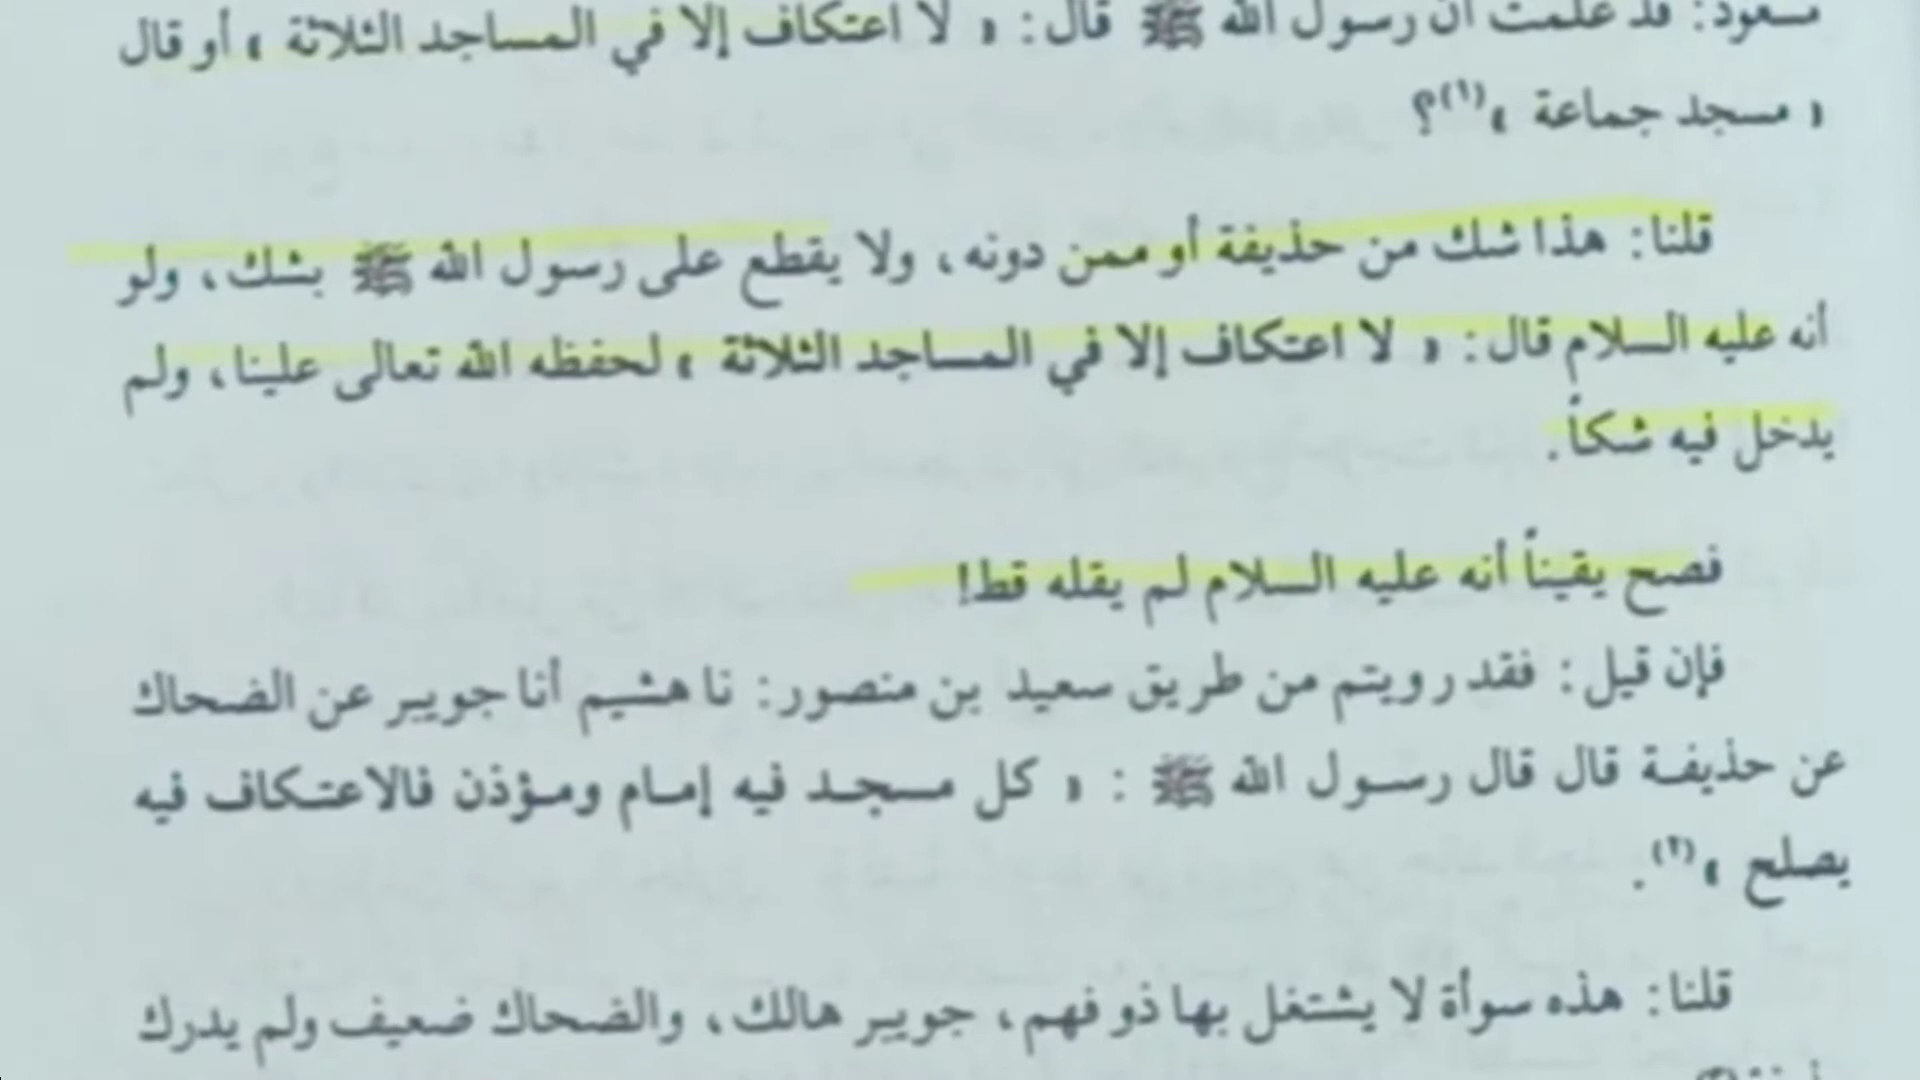 مسعود: قد علمت أن رسول الله ﷺ قال: « لا اعتكاف إلا في المساجد الثلاثة » أو قال
« مسجد جماعة »(١)؟
قلنا: هذا شك من حذيفة أو ممن دونه، ولا يقطع على رسول الله ﷺ بشك، ولو
أنه عليه السلام قال: « لا اعتكاف إلا في المساجد الثلاثة » لحفظه الله تعالى علينا، ولم
يدخل فيه شكاً.
فصح يقيناً أنه عليه السلام لم يقله قط!
فإن قيل: فقد رويتم من طريق سعيد بن منصور: نا هشيم أنا جويبر عن الضحاك
عن حذيفة قال قال رسول الله ﷺ : « كل مسجد فيه إمام ومؤذن فالاعتكاف فيه
يصلح »(٢).
قلنا: هذه سوأة لا يشتغل بها ذو فهم، جويبر هالك، والضحاك ضعيف ولم يدرك